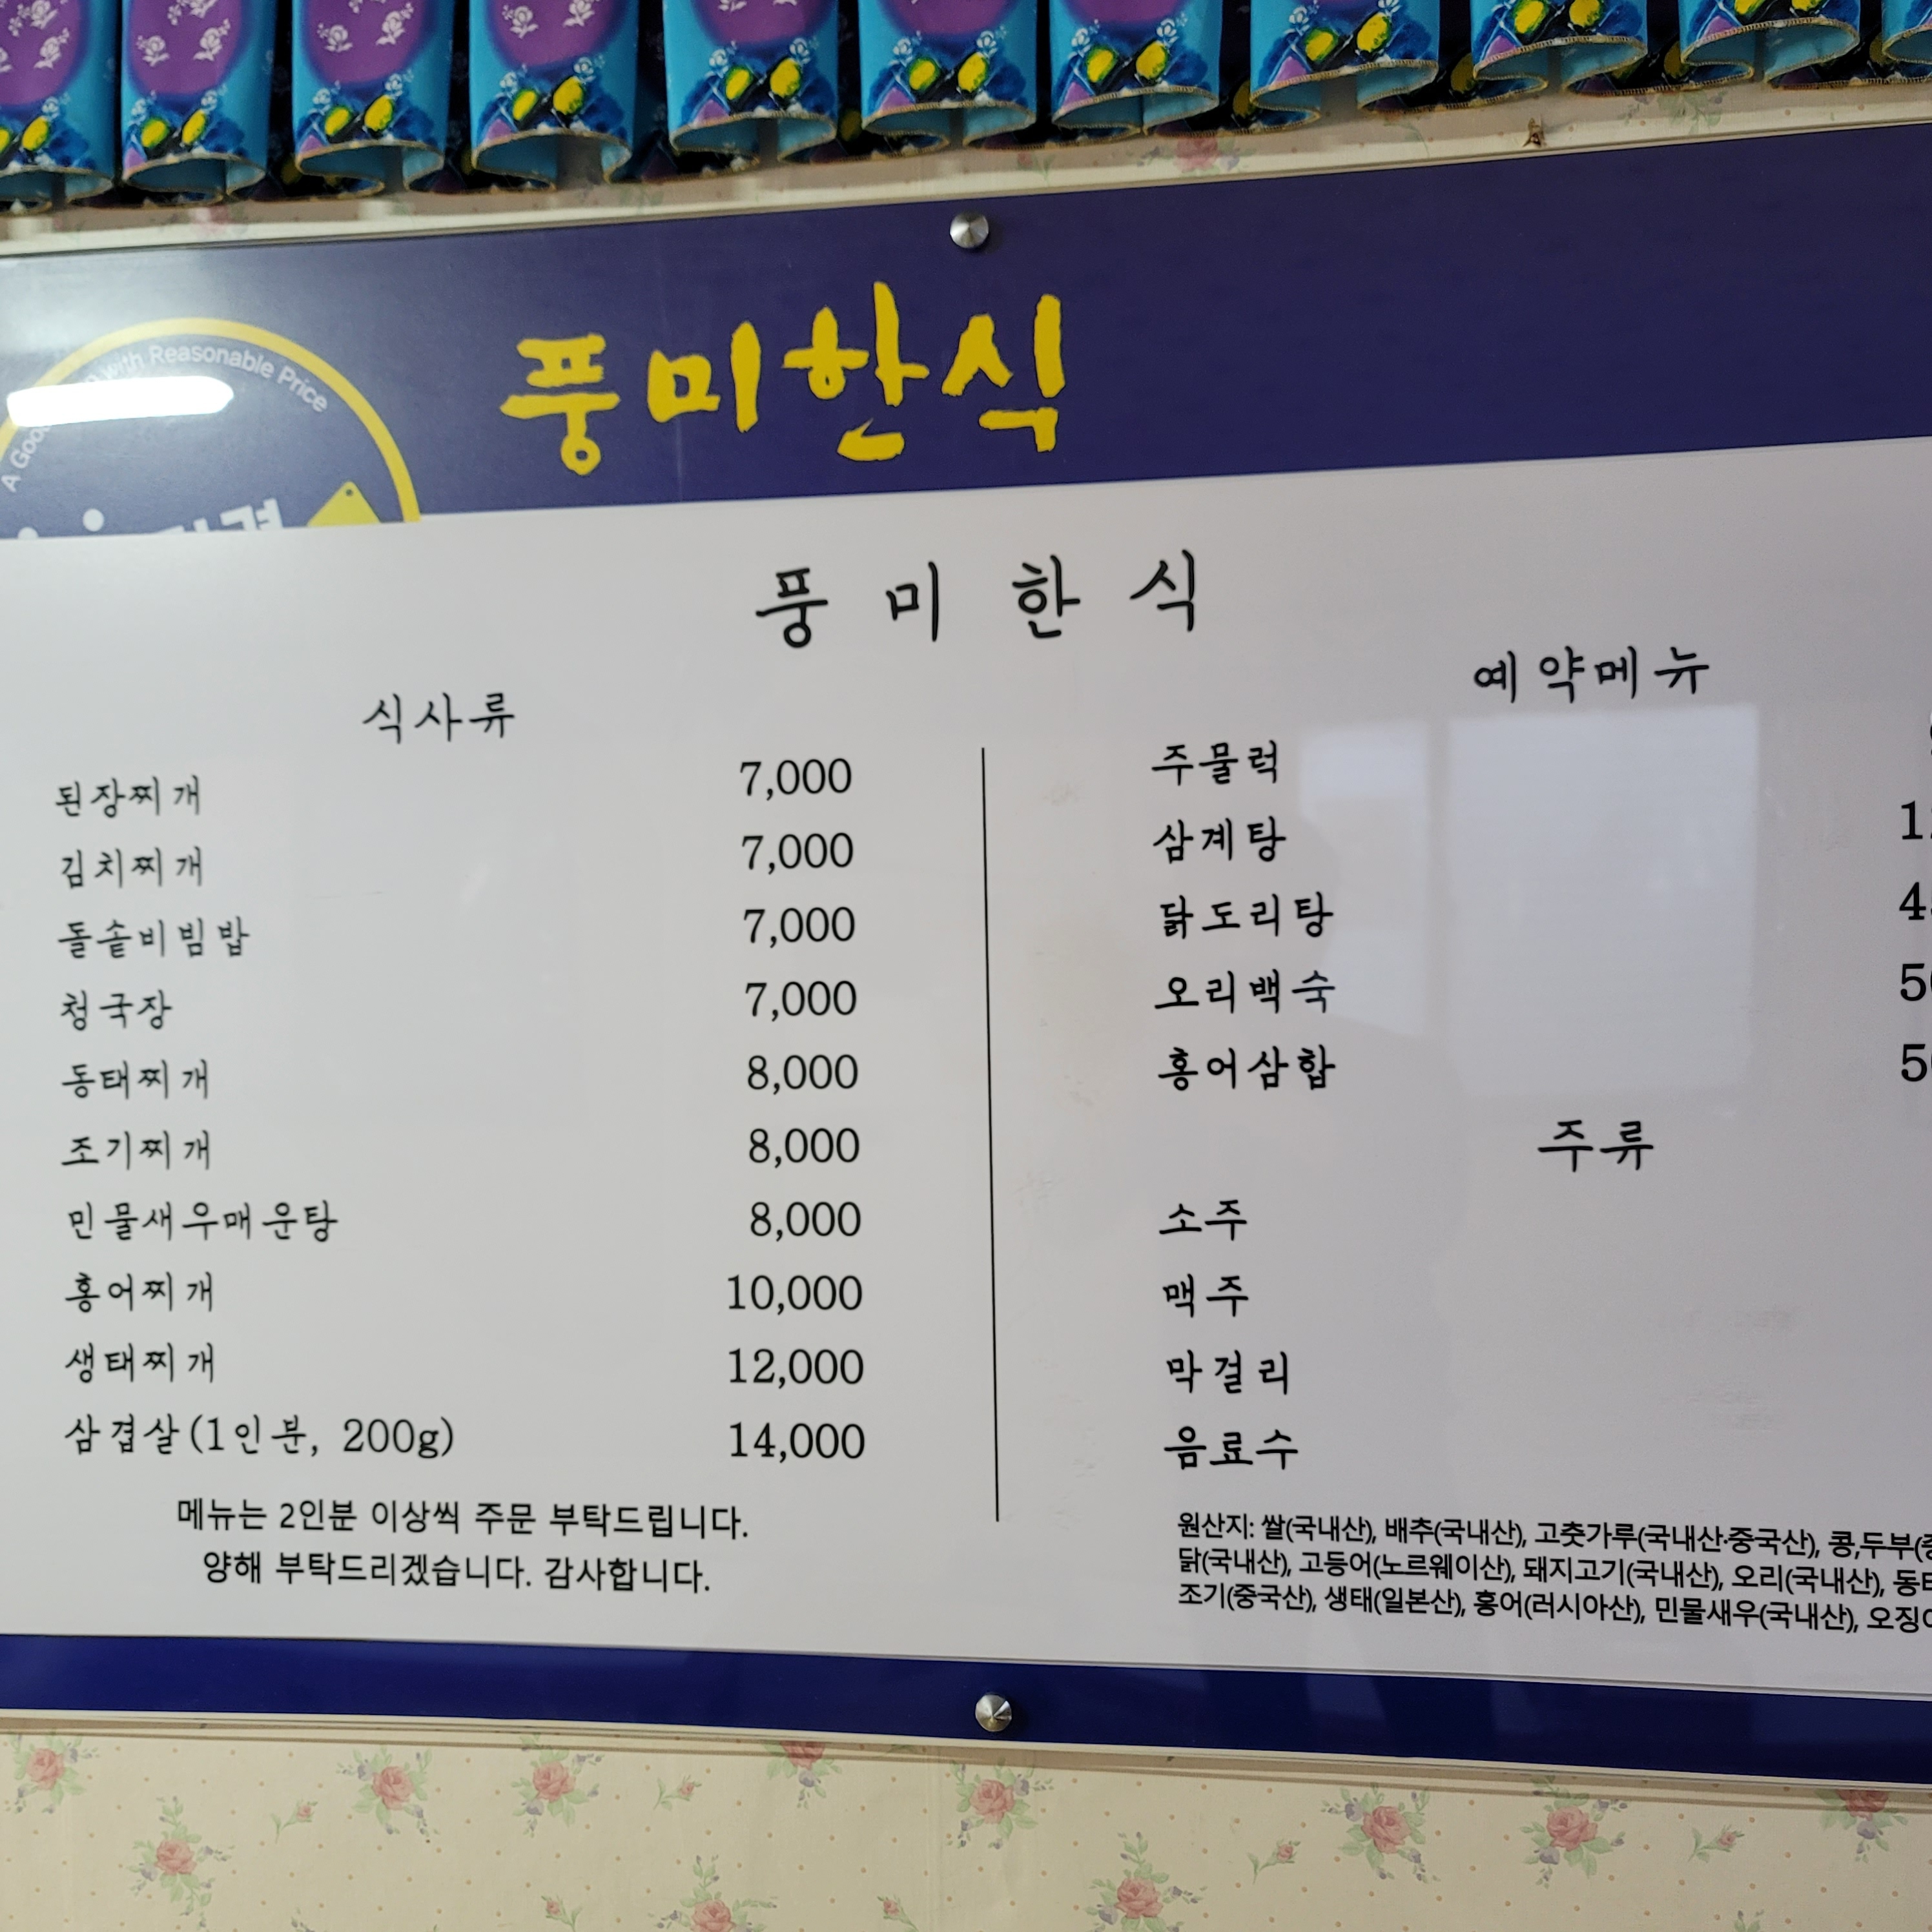 A Goo with Reasonable Price
풍미한식
풍미한식
식사류
된장찌개 7,000
김치찌개 7,000
돌솥비빔밥 7,000
청국장 7,000
동태찌개 8,000
조기찌개 8,000
민물새우매운탕 8,000
홍어찌개 10,000
생태찌개 12,000
삼겹살(1인분, 200g) 14,000
메뉴는 2인분 이상씩 주문 부탁드립니다.
양해 부탁드리겠습니다. 감사합니다.
예약메뉴
주물럭
삼계탕
닭도리탕
오리백숙
홍어삼합
주류
소주
맥주
막걸리
음료수
원산지: 쌀(국내산), 배추(국내산), 고춧가루(국내산·중국산), 콩,두부(
닭(국내산), 고등어(노르웨이산), 돼지고기(국내산), 오리(국내산),
조기(중국산), 생태(일본산), 홍어(러시아산), 민물새우(국내산),